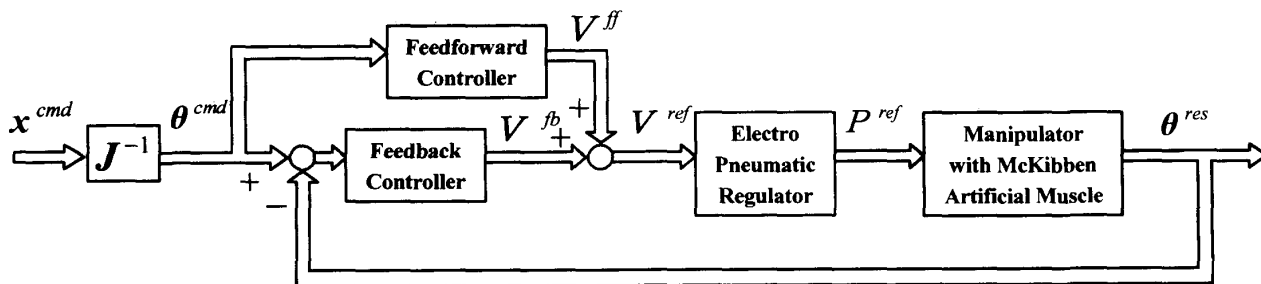 x^cmd
J^-1
θ^cmd
Feedforward
Controller
V^ff
+
−
Feedback
Controller
V^fb
+
+
V^ref
Electro
Pneumatic
Regulator
P^ref
Manipulator
with McKibben
Artificial Muscle
θ^res